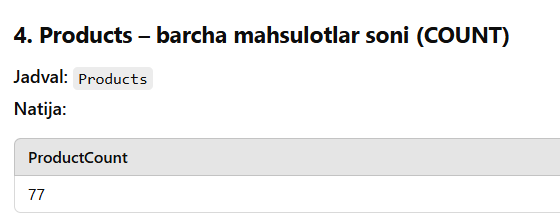 4. Products – barcha mahsulotlar soni (COUNT)
Jadval: Products
Natija:
ProductCount
77